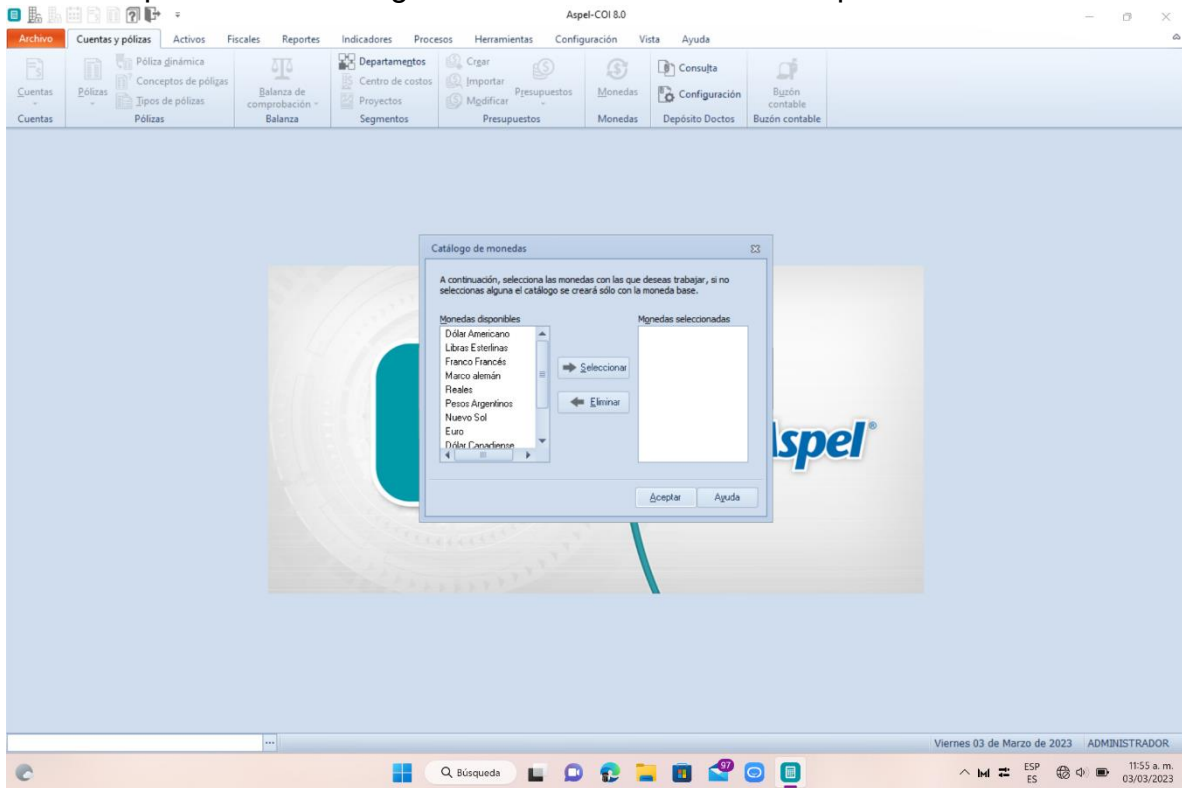 Aspel-COI 8.0
Archivo Cuentas y pólizas Activos Fiscales Reportes Indicadores Procesos Herramientas Configuración Vista Ayuda
Cuentas
Pólizas
Póliza dinámica
Conceptos de pólizas
Tipos de pólizas
Balanza de
comprobación
Departamentos
Centro de costos
Proyectos
Crear
Importar
Modificar
Presupuestos
Monedas
Consulta
Configuración
Buzón
contable
Cuentas Pólizas Balanza Segmentos Presupuestos Monedas Depósito Doctos Buzón contable
Catálogo de monedas
A continuación, selecciona las monedas con las que deseas trabajar, si no
seleccionas alguna el catálogo se creará sólo con la moneda base.
Monedas disponibles
Dólar Americano
Libras Esterlinas
Franco Francés
Marco alemán
Reales
Pesos Argentinos
Nuevo Sol
Euro
Dólar Canadiense
Seleccionar
Eliminar
Monedas seleccionadas
Aceptar Ayuda
Aspel®
Viernes 03 de Marzo de 2023 ADMINISTRADOR
Búsqueda
97
ESP
ES
11:55 a. m.
03/03/2023